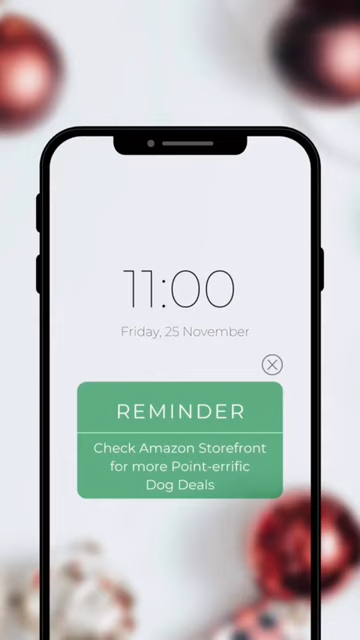 11:00
Friday, 25 November
REMINDER
Check Amazon Storefront
for more Point-errific
Dog Deals